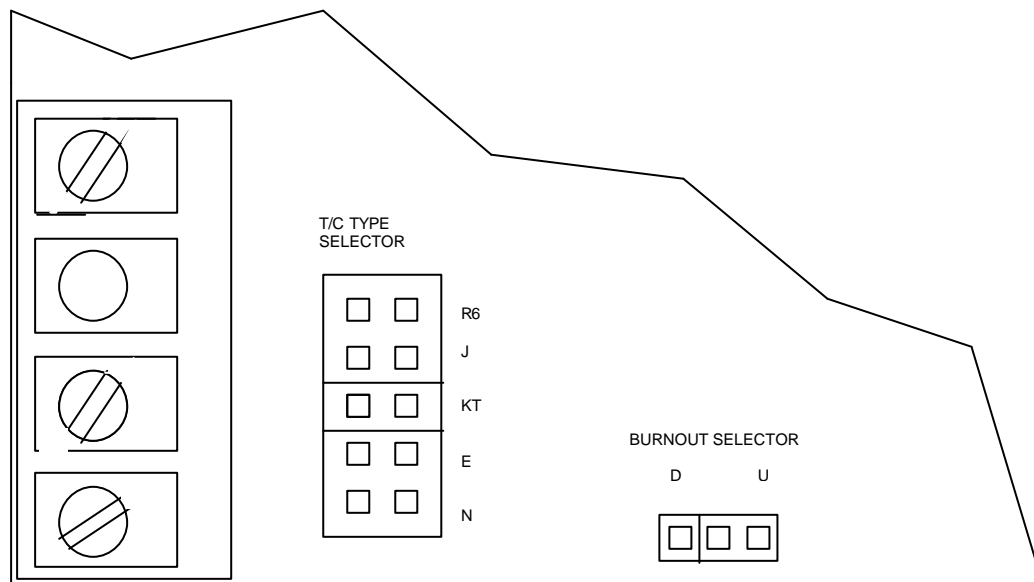 T/C TYPE
SELECTOR
R6
J
KT
E
N
BURNOUT SELECTOR
D U